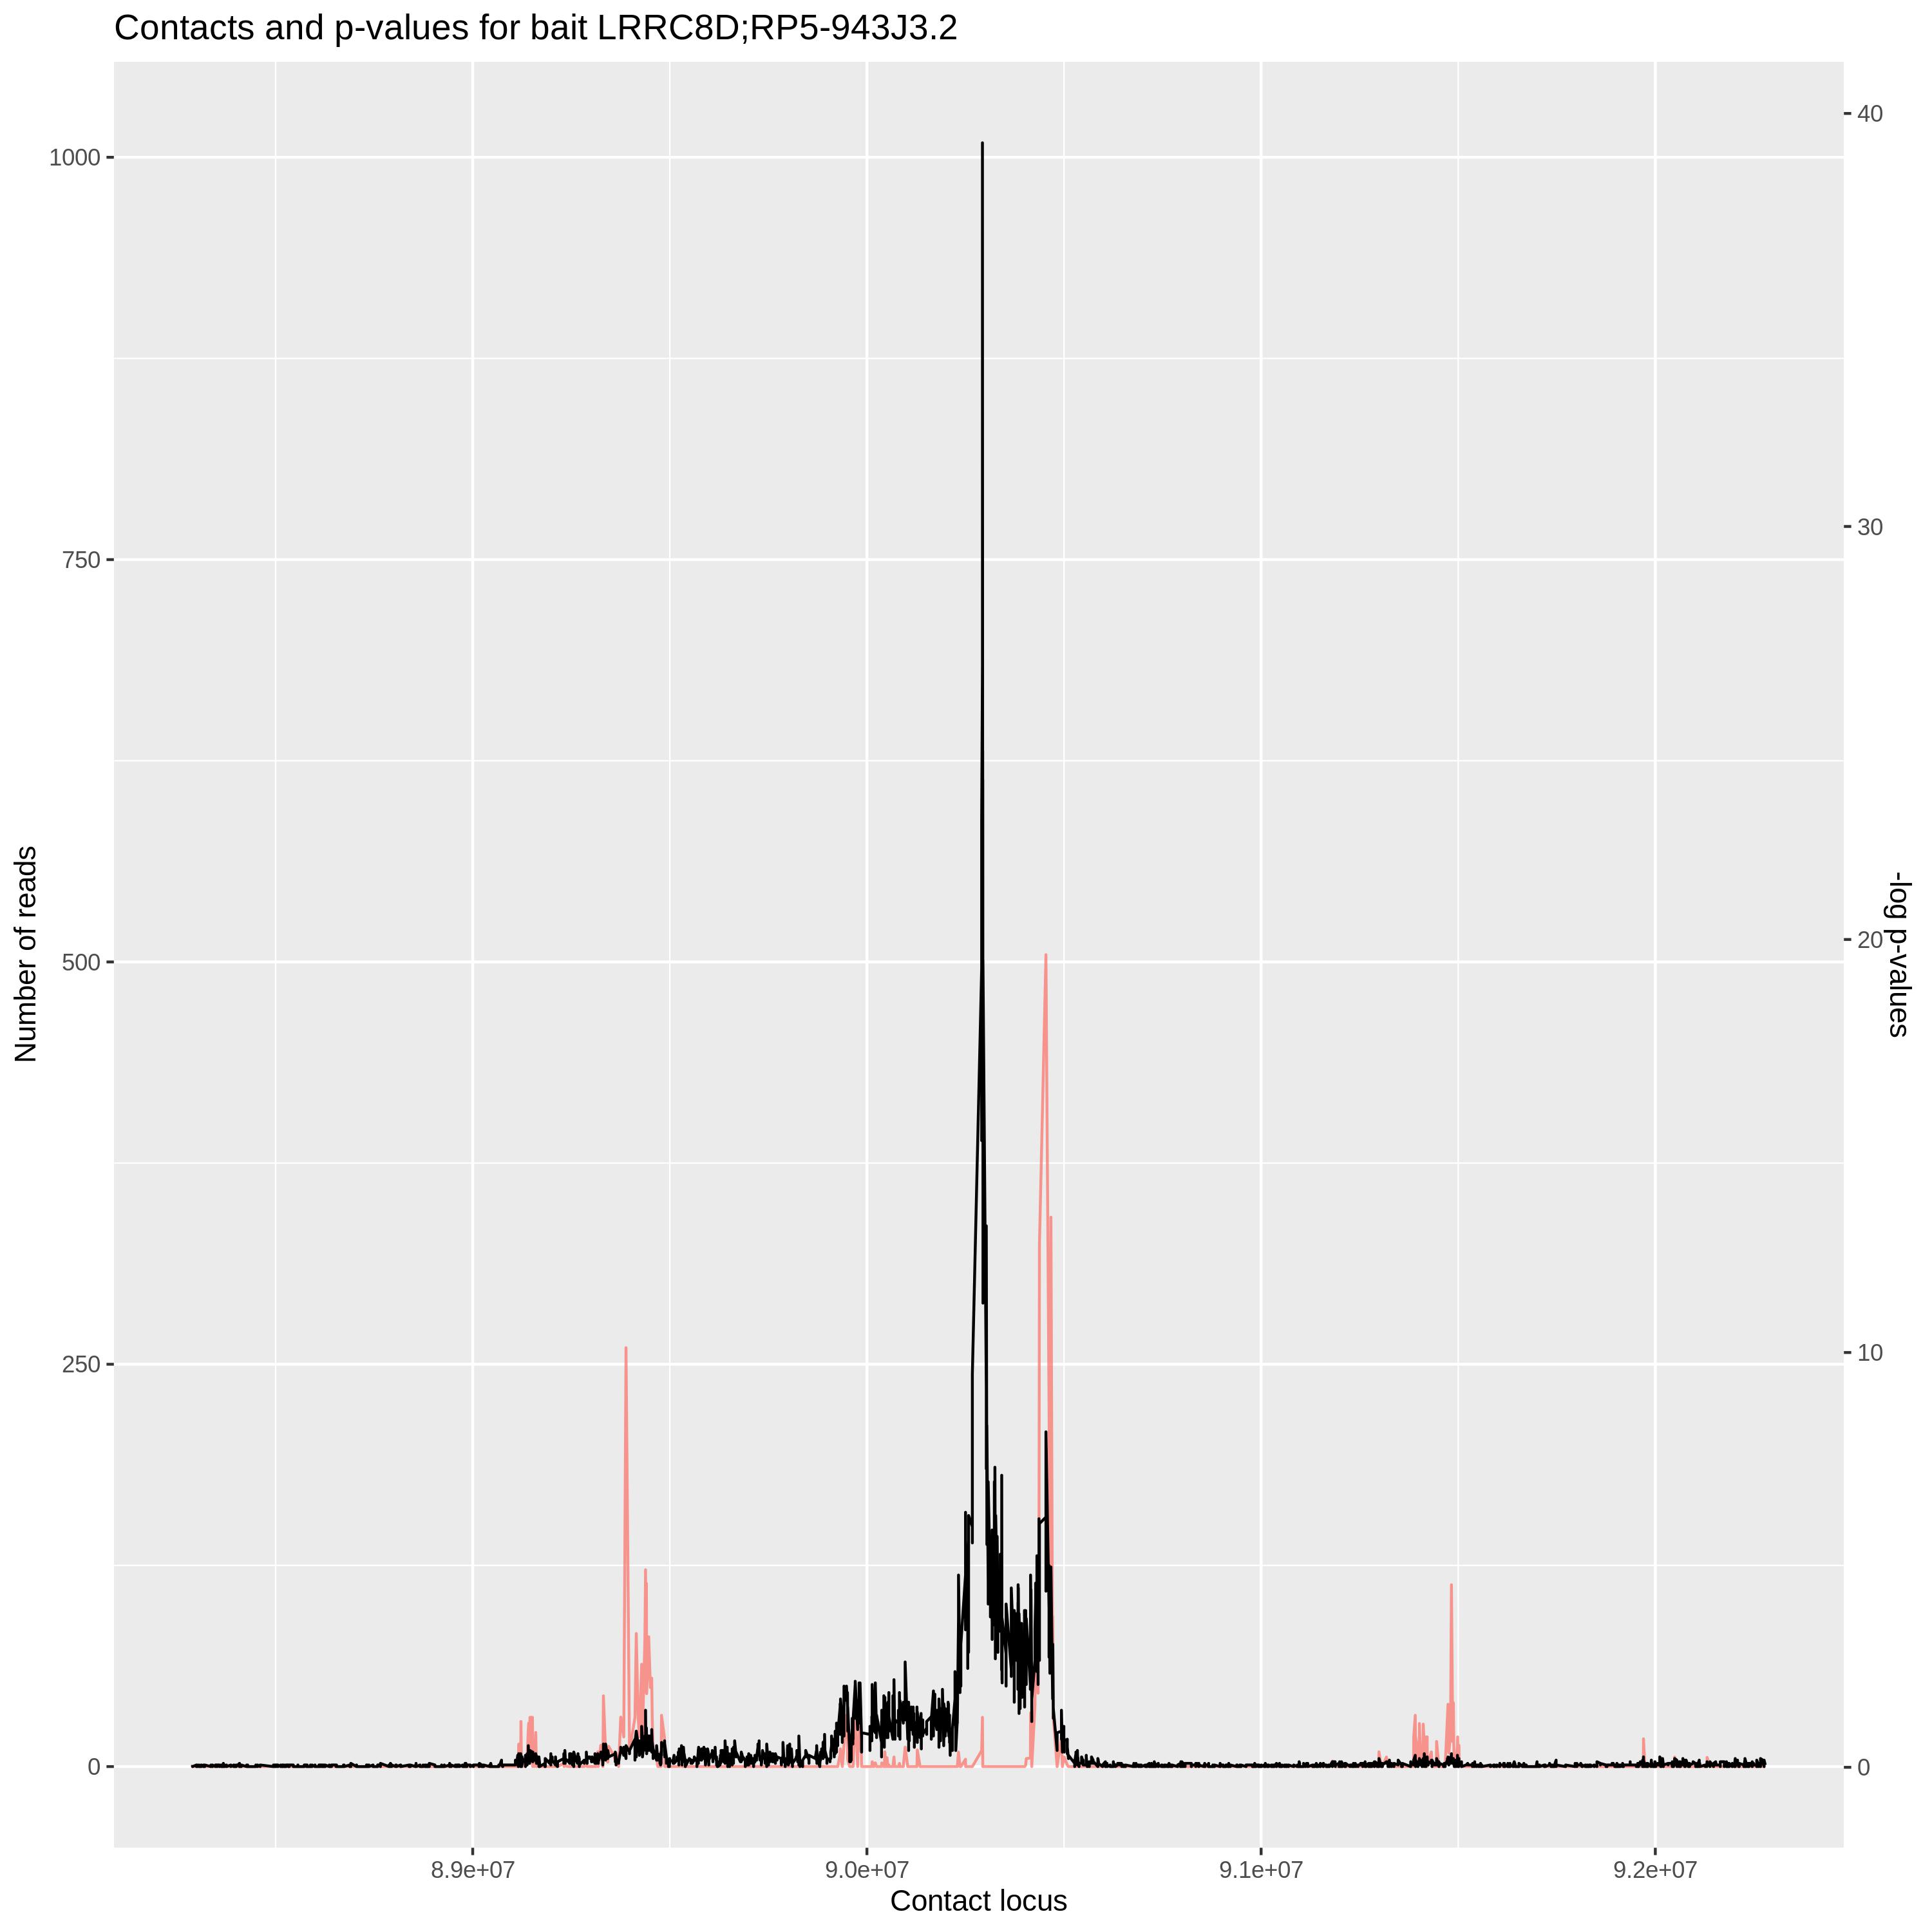 Contacts and p-values for bait LRRC8D;RP5-943J3.2
1000
750
500
250
0
Number of reads
40
30
20
10
0
-log p-values
8.9e+07
9.0e+07
9.1e+07
9.2e+07
Contact locus